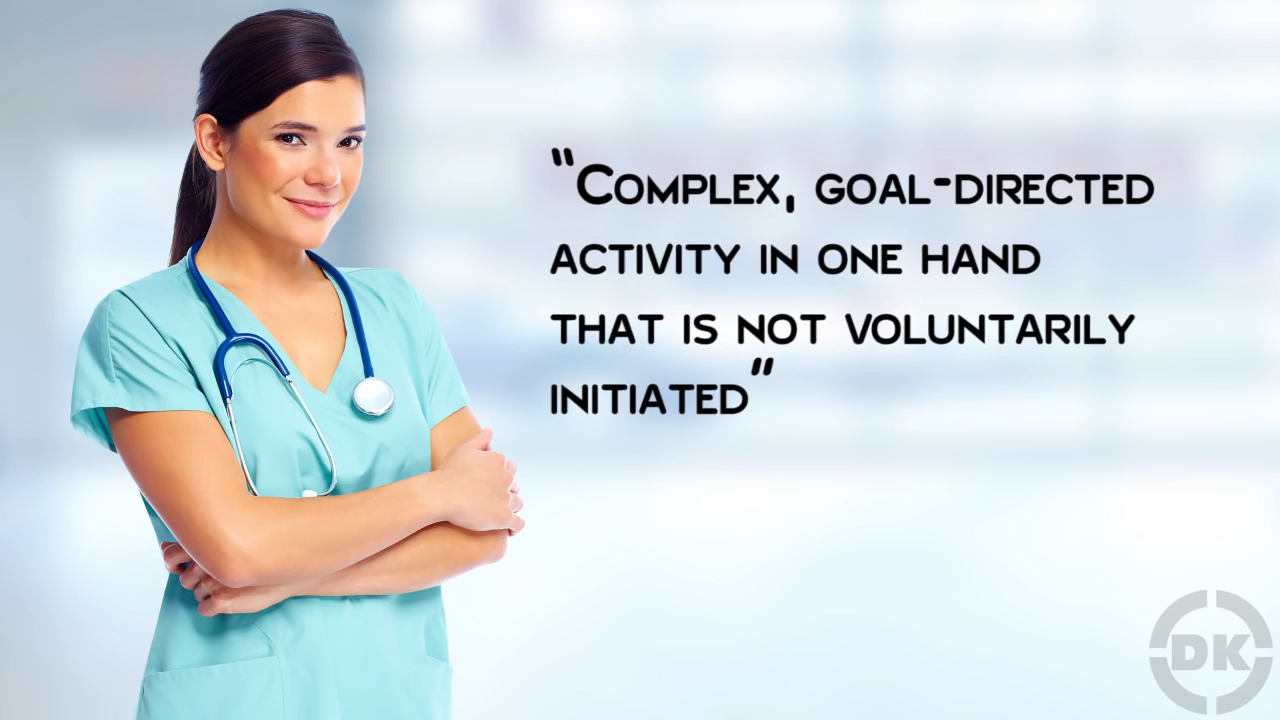 “Complex, goal-directed
activity in one hand
that is not voluntarily
initiated”
DK